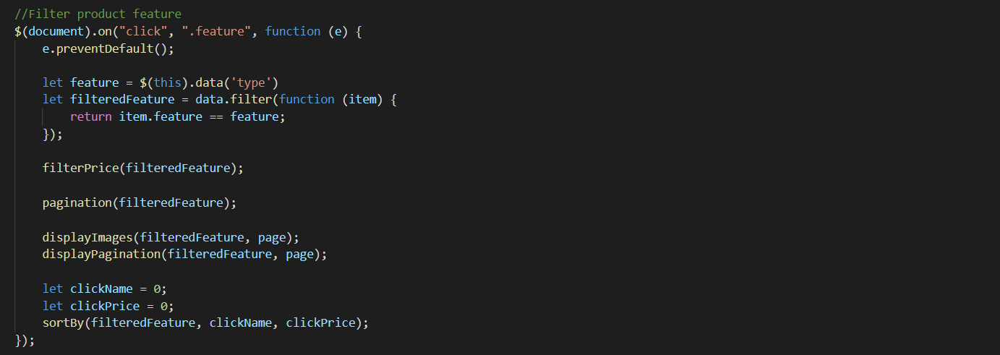 //Filter product feature
$(document).on("click", ".feature", function (e) {
e.preventDefault();
let feature = $(this).data('type')
let filteredFeature = data.filter(function (item) {
return item.feature == feature;
});
filterPrice(filteredFeature);
pagination(filteredFeature);
displayImages(filteredFeature, page);
displayPagination(filteredFeature, page);
let clickName = 0;
let clickPrice = 0;
sortBy(filteredFeature, clickName, clickPrice);
});